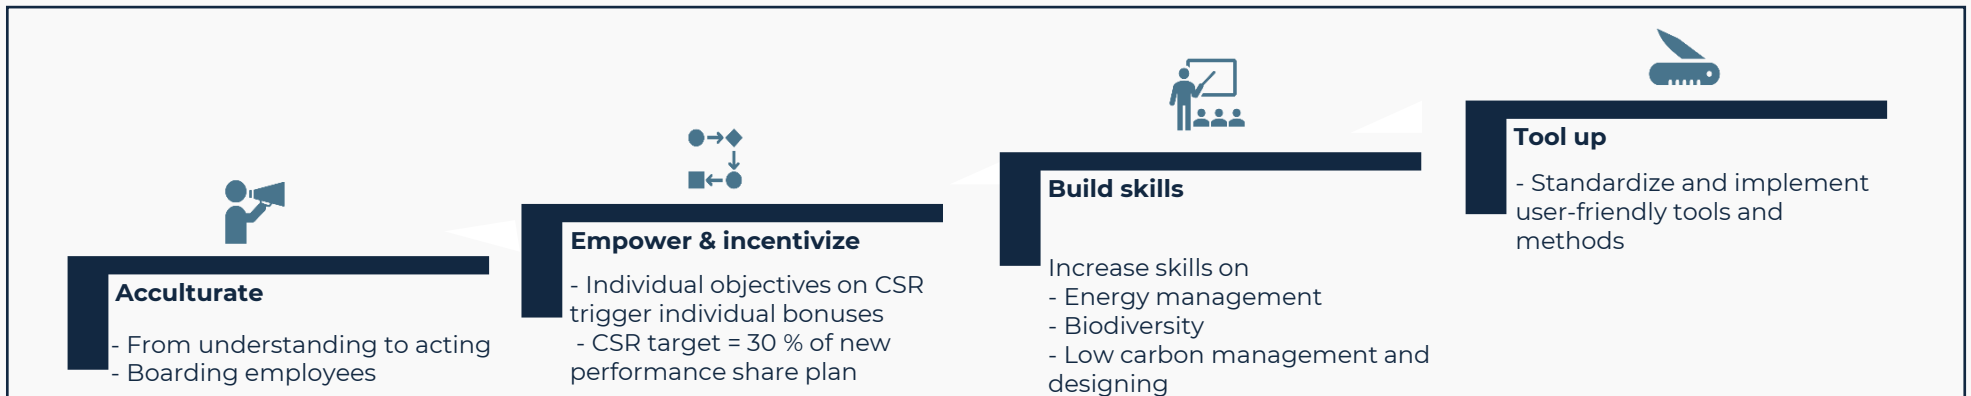 Acculturate
- From understanding to acting
- Boarding employees
Empower & incentivize
- Individual objectives on CSR
trigger individual bonuses
- CSR target = 30 % of new
performance share plan
Build skills
Increase skills on
- Energy management
- Biodiversity
- Low carbon management and
designing
Tool up
- Standardize and implement
user-friendly tools and
methods